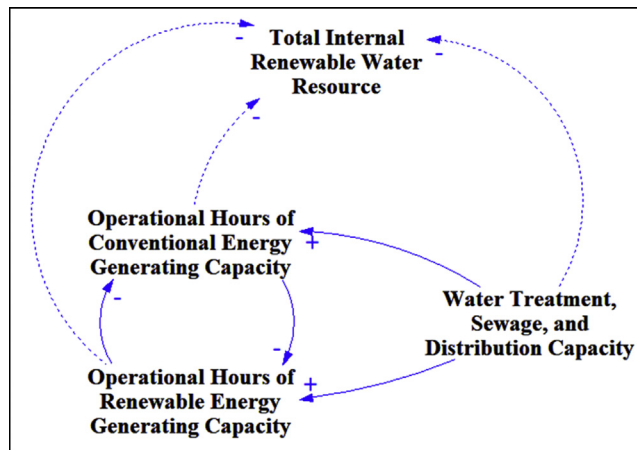 Total Internal
Renewable Water
Resource
-
-
-
Operational Hours of
Conventional Energy
Generating Capacity
+
-
Water Treatment,
Sewage, and
Distribution Capacity
-
Operational Hours of
Renewable Energy
Generating Capacity
+